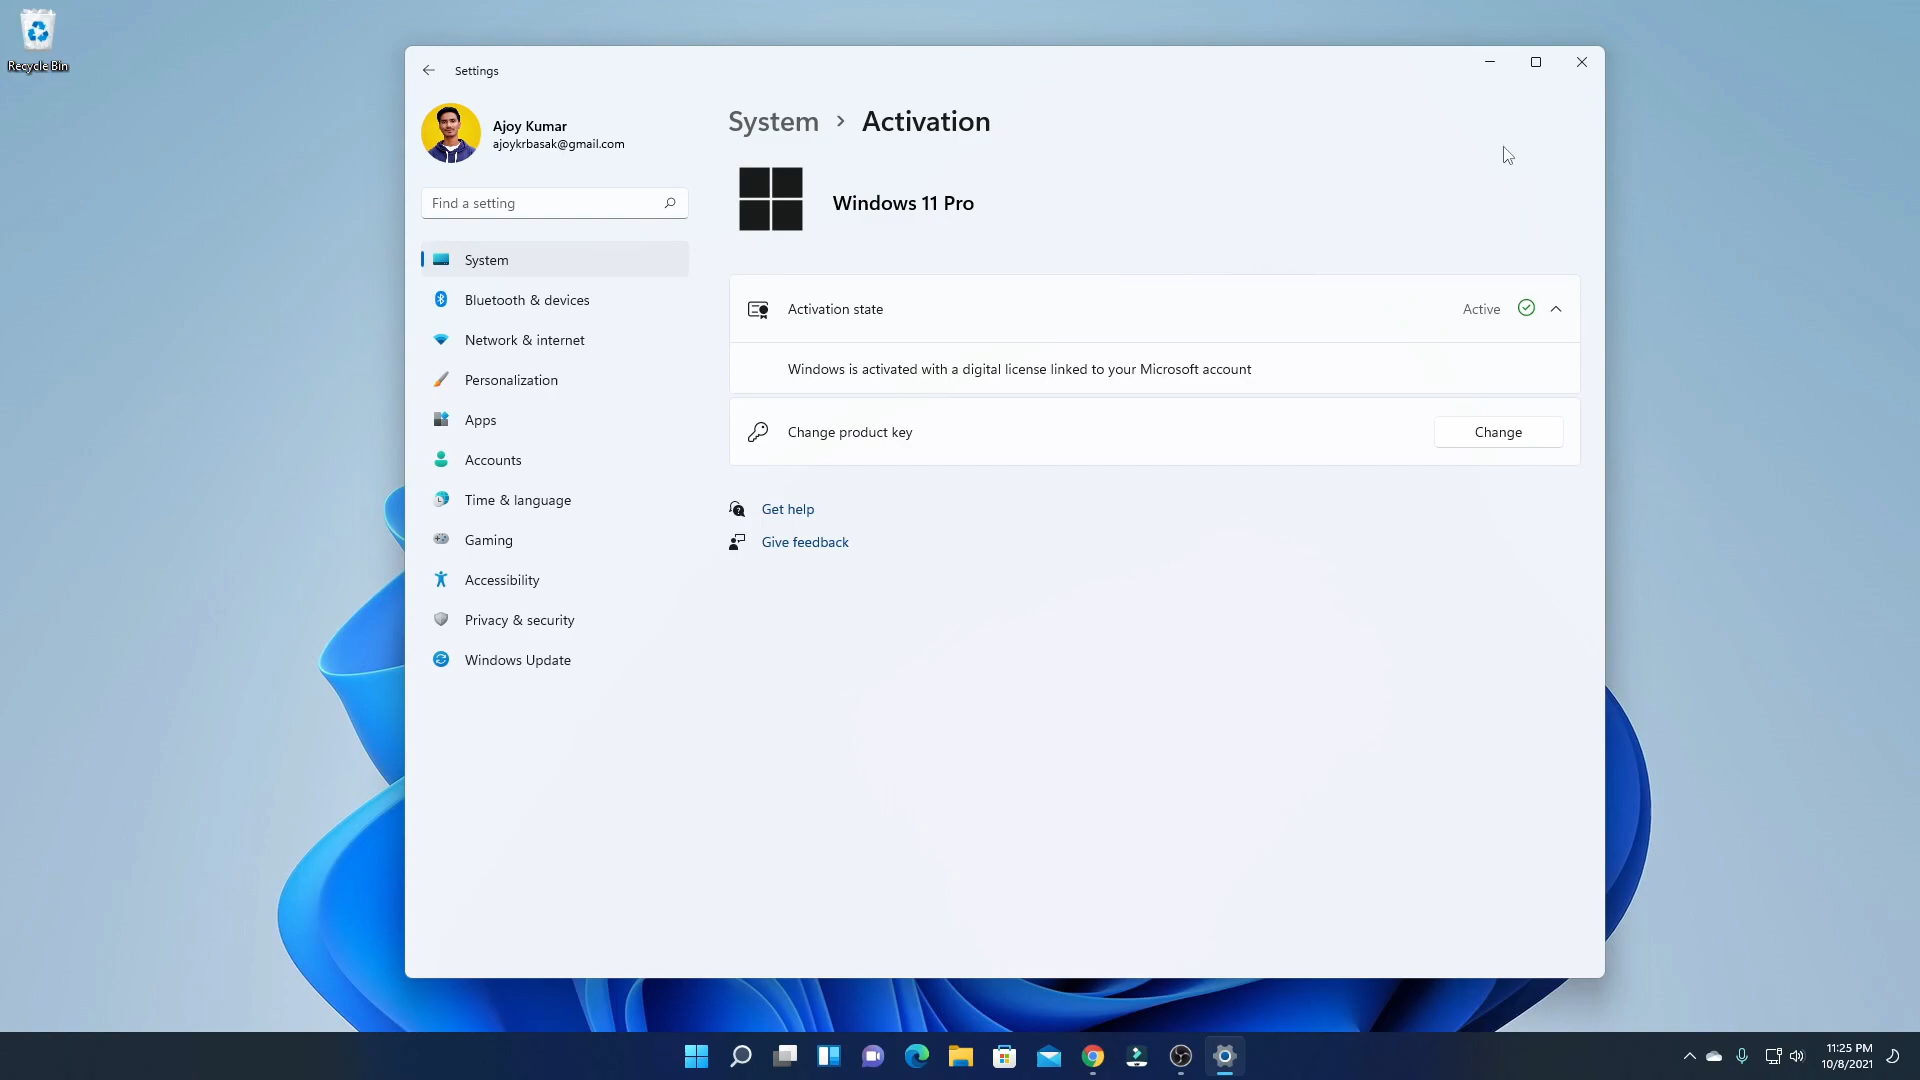 Recycle Bin
Settings
Ajoy Kumar
ajoykrbasak@gmail.com
Find a setting
System
Bluetooth & devices
Network & internet
Personalization
Apps
Accounts
Time & language
Gaming
Accessibility
Privacy & security
Windows Update
System > Activation
Windows 11 Pro
Activation state Active
Windows is activated with a digital license linked to your Microsoft account
Change product key Change
Get help
Give feedback
11:25 PM
10/8/2021